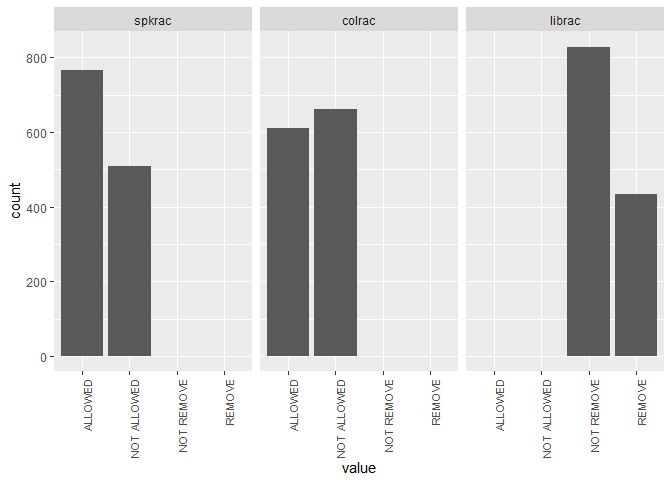 spkrac colrac librac
800
600
400
200
0
count
ALLOWED NOT ALLOWED NOT REMOVE REMOVE ALLOWED NOT ALLOWED NOT REMOVE REMOVE ALLOWED NOT ALLOWED NOT REMOVE REMOVE
value